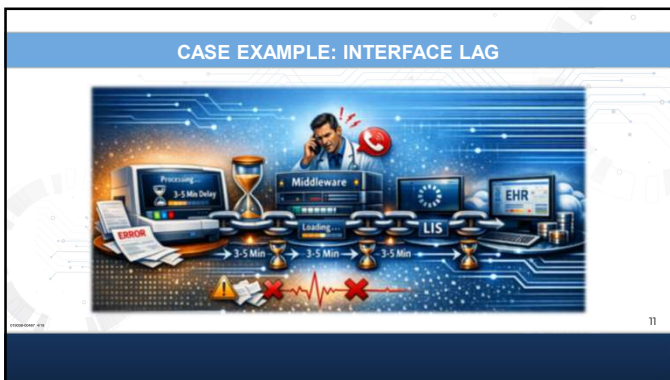 CASE EXAMPLE: INTERFACE LAG
Processing...
3-5 Min Delay
Middleware
Loading...
ERROR
LIS
EHR
3-5 Min
3-5 Min
3-5 Min
11